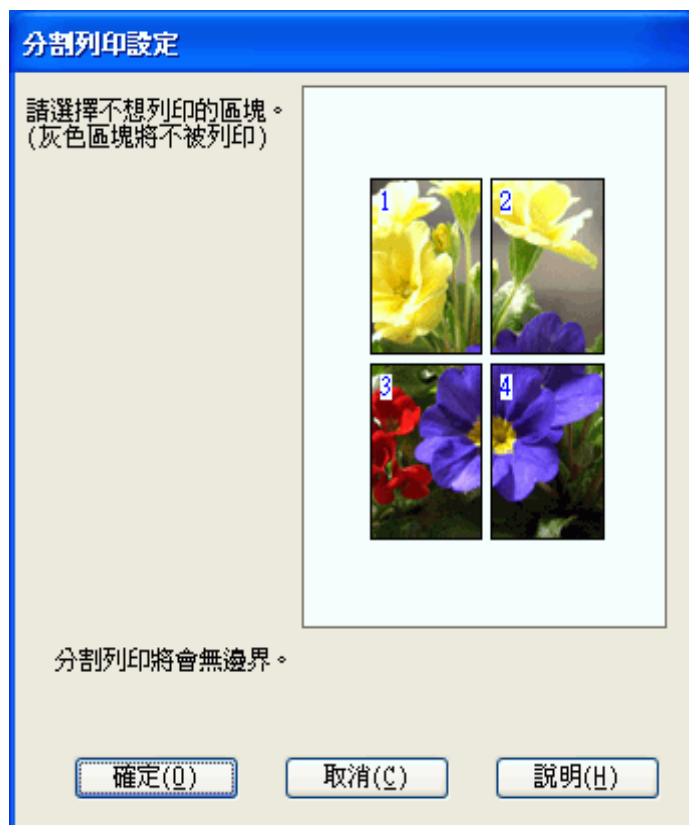 分割列印設定
請選擇不想列印的區塊。
(灰色區塊將不被列印)
1
2
3
4
分割列印將會無邊界。
確定(O)
取消(C)
說明(H)